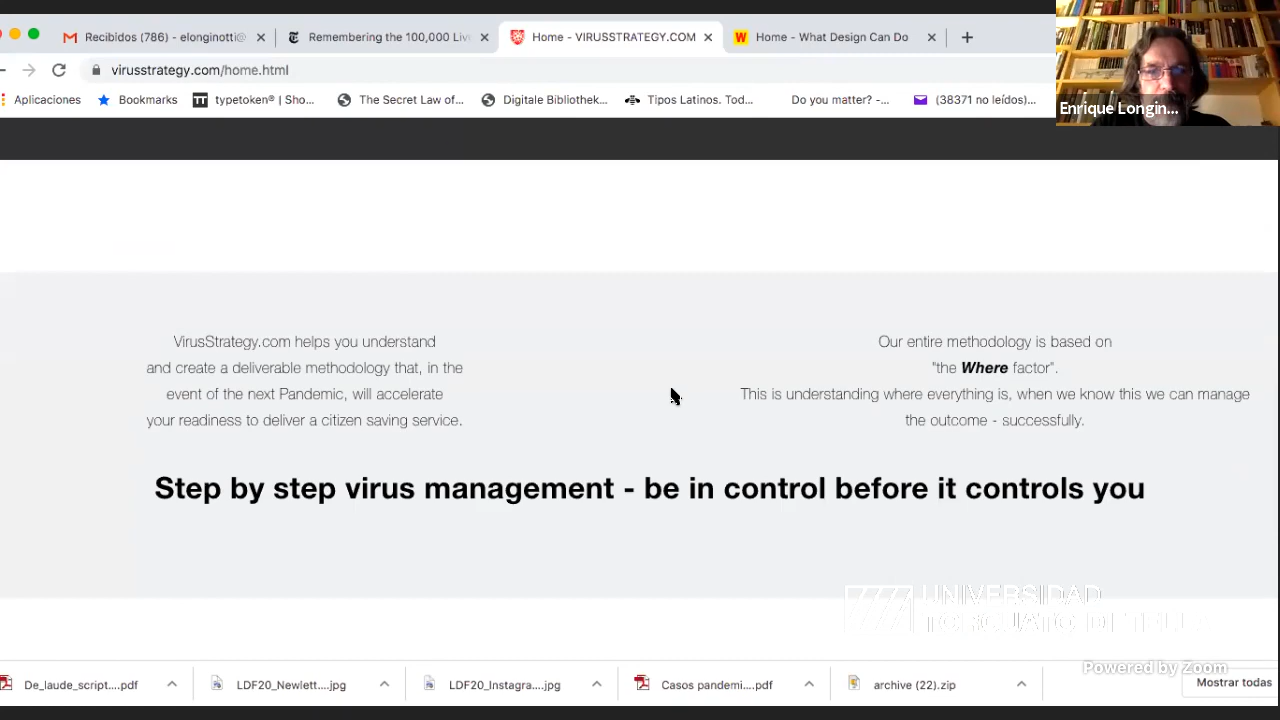 Recibidos (786) - elonginotti@
Remembering the 100,000 Liv
Home - VIRUSSTRATEGY.COM
Home - What Design Can Do
virusstrategy.com/home.html
Aplicaciones
Bookmarks
typetoken® | Sho...
The Secret Law of...
Digitale Bibliothek...
Tipos Latinos. Tod...
Do you matter? -...
(38371 no leídos)...
Enrique Longin...
VirusStrategy.com helps you understand
and create a deliverable methodology that, in the
event of the next Pandemic, will accelerate
your readiness to deliver a citizen saving service.
Our entire methodology is based on
"the Where factor".
This is understanding where everything is, when we know this we can manage
the outcome - successfully.
Step by step virus management - be in control before it controls you
UNIVERSIDAD
TORCUATO DI TELLA
Powered by Zoom
De_laude_script....pdf
LDF20_Newlett....jpg
LDF20_Instagra....jpg
Casos pandemi....pdf
archive (22).zip
Mostrar todas